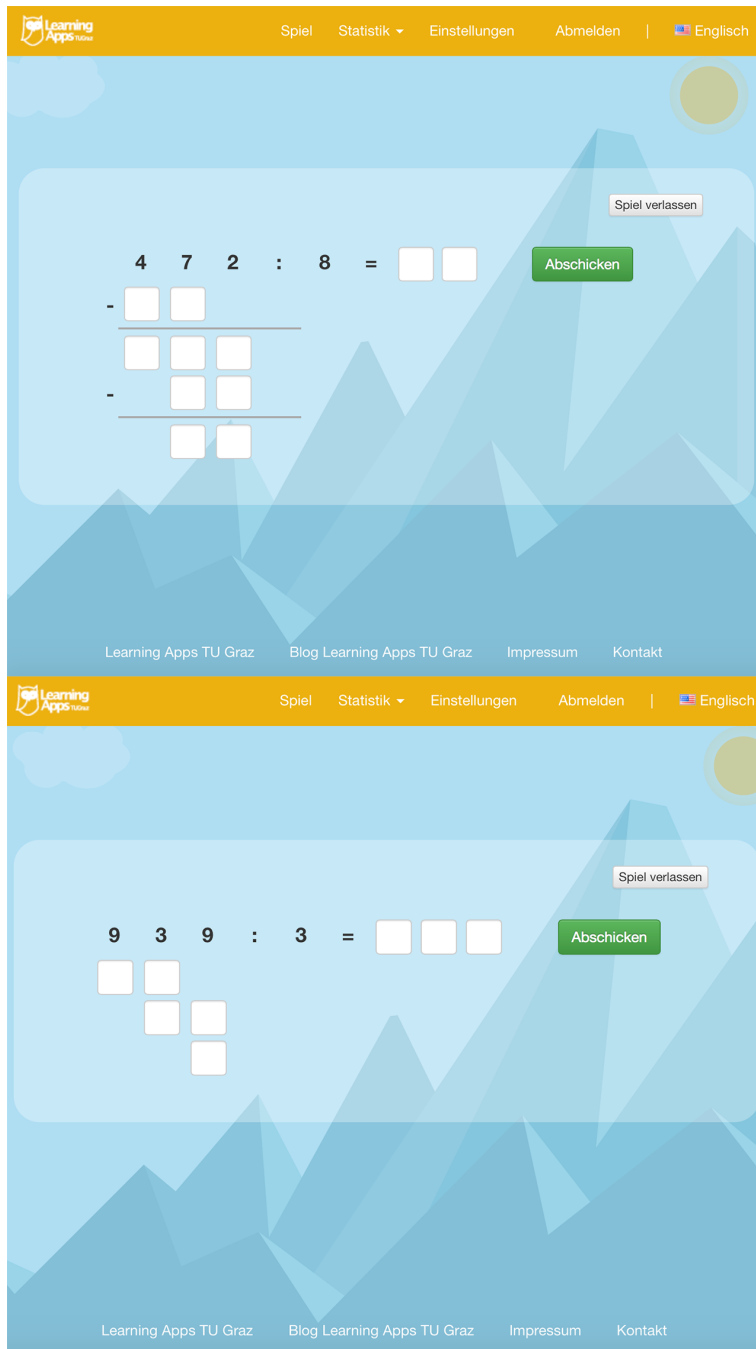 Learning
Apps TUGraz
Spiel Statistik Einstellungen Abmelden | Englisch
Spiel verlassen
4 7 2 : 8 = Abschicken
-
-
Learning Apps TU Graz Blog Learning Apps TU Graz Impressum Kontakt
Learning
Apps TUGraz
Spiel Statistik Einstellungen Abmelden | Englisch
Spiel verlassen
9 3 9 : 3 = Abschicken
Learning Apps TU Graz Blog Learning Apps TU Graz Impressum Kontakt